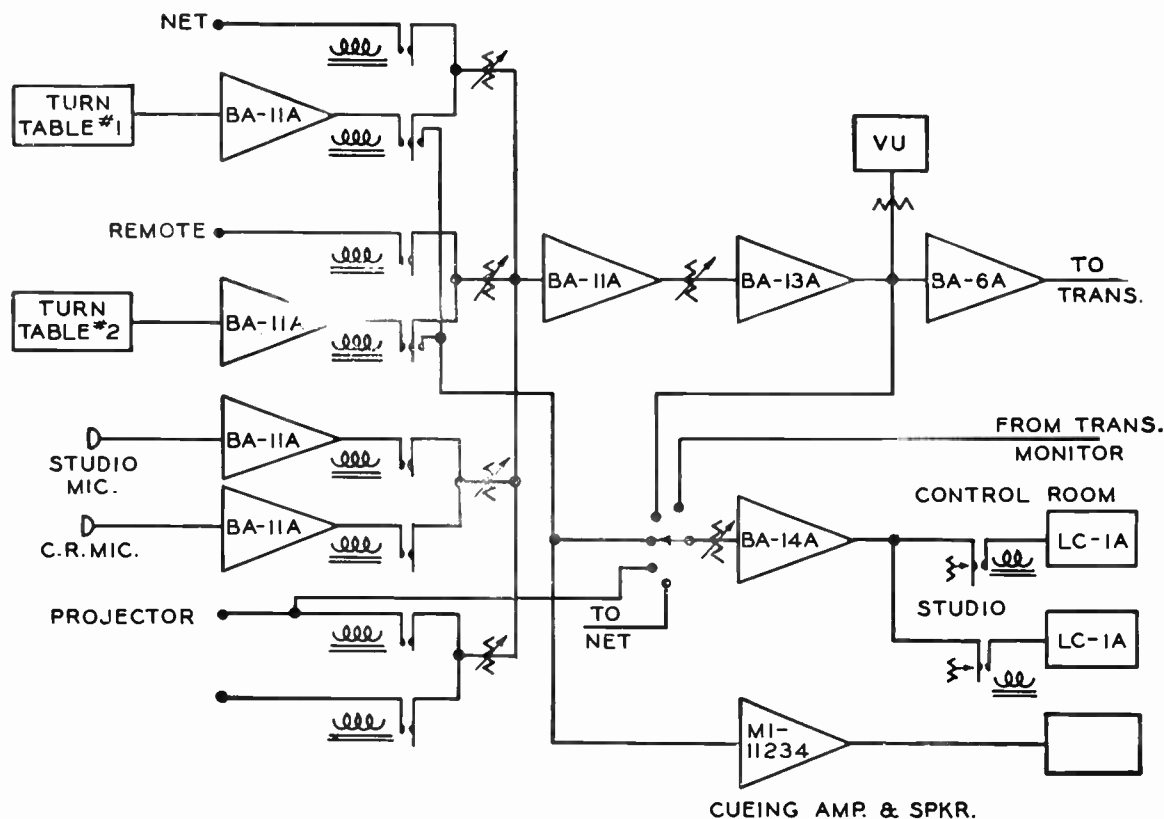 NET
TURN
TABLE #1
BA-11A
REMOTE
TURN
TABLE #2
BA-11A
BA-11A
BA-13A
VU
BA-6A
TO
TRANS.
STUDIO
MIC.
BA-11A
C.R. MIC.
BA-11A
FROM TRANS.
MONITOR
CONTROL ROOM
BA-14A
LC-1A
STUDIO
LC-1A
PROJECTOR
TO
NET
MI-
11234
CUEING AMP. & SPKR.